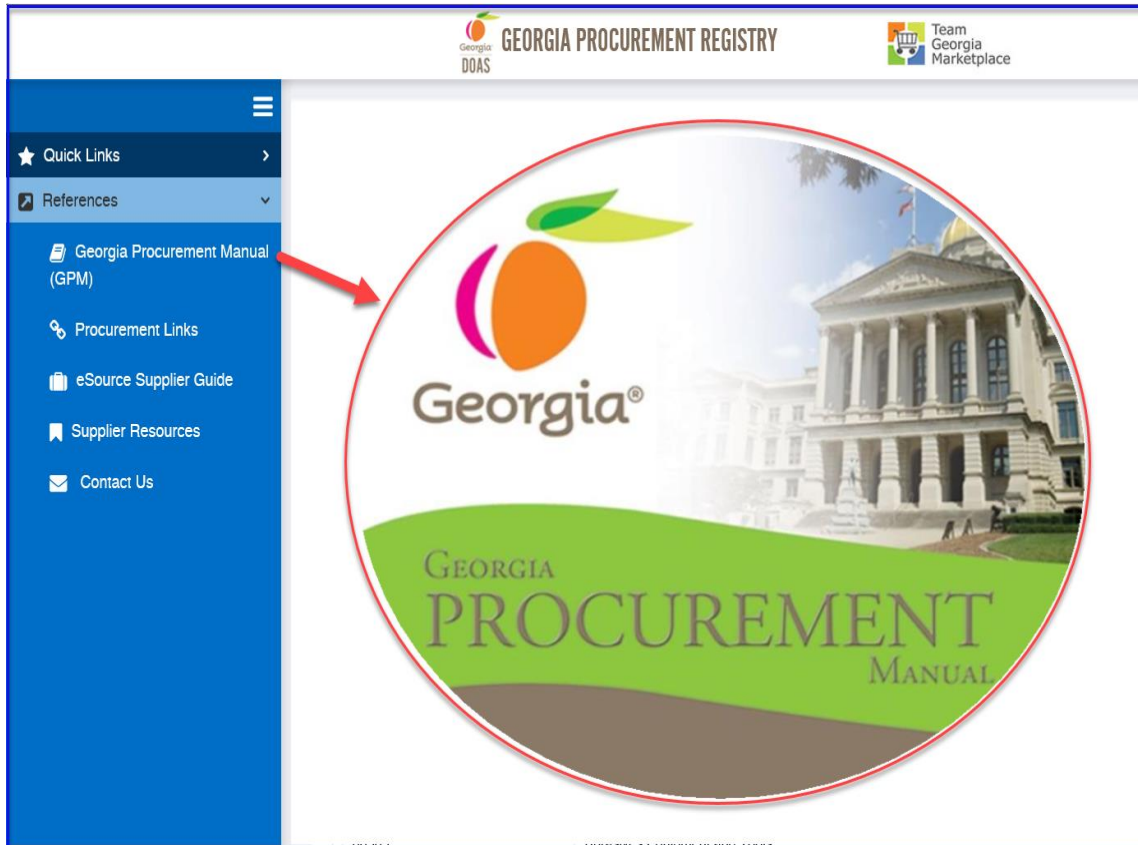 Georgia
DOAS
GEORGIA PROCUREMENT REGISTRY
Team
Georgia
Marketplace
Quick Links
References
Georgia Procurement Manual
(GPM)
Procurement Links
eSource Supplier Guide
Supplier Resources
Contact Us
Georgia®
GEORGIA
PROCUREMENT
MANUAL